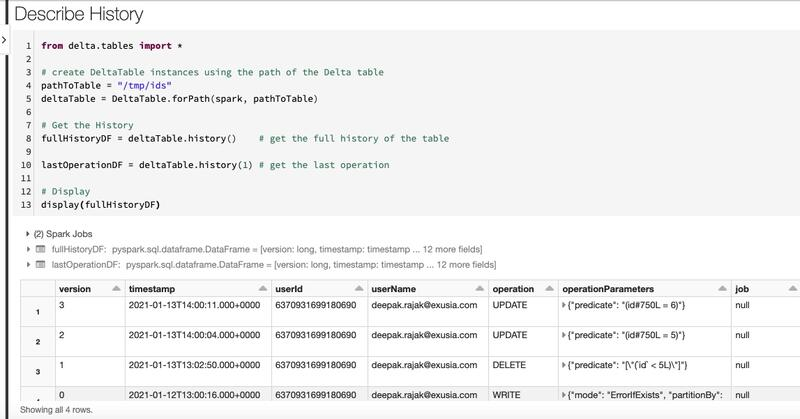 Describe History
1 from delta.tables import *
2
3 # create DeltaTable instances using the path of the Delta table
4 pathToTable = "/tmp/ids"
5 deltaTable = DeltaTable.forPath(spark, pathToTable)
6
7 # Get the History
8 fullHistoryDF = deltaTable.history()    # get the full history of the table
9
10 lastOperationDF = deltaTable.history(1) # get the last operation
11
12 # Display
13 display(fullHistoryDF)
(2) Spark Jobs
fullHistoryDF: pyspark.sql.dataframe.DataFrame = [version: long, timestamp: timestamp ... 12 more fields]
lastOperationDF: pyspark.sql.dataframe.DataFrame = [version: long, timestamp: timestamp ... 12 more fields]
version timestamp userId userName operation operationParameters job
1 3 2021-01-13T14:00:11.000+0000 6370931699180690 deepak.rajak@exusia.com UPDATE {"predicate": "(id#750L = 6)"} null
2 2 2021-01-13T14:00:04.000+0000 6370931699180690 deepak.rajak@exusia.com UPDATE {"predicate": "(id#750L = 5)"} null
3 1 2021-01-13T13:02:50.000+0000 6370931699180690 deepak.rajak@exusia.com DELETE {"predicate": "[\"(`id` < 5L)\"]"} null
0 2021-01-12T13:00:16.000+0000 6370931699180690 deepak.rajak@exusia.com WRITE {"mode": "ErrorIfExists", "partitionBy": null
Showing all 4 rows.